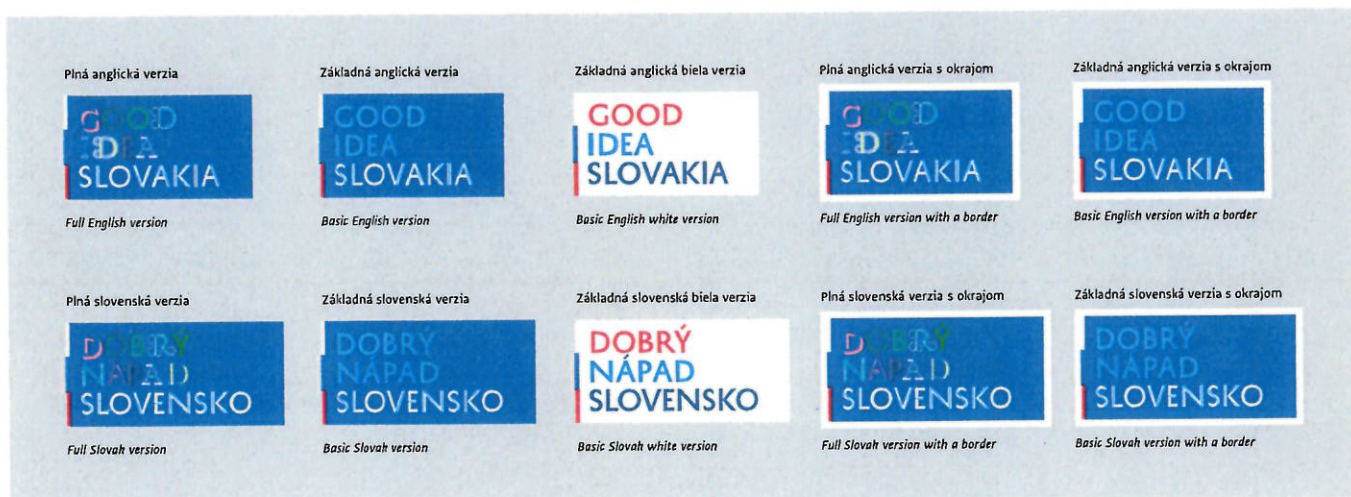 Plná anglická verzia
GOOD
IDEA
SLOVAKIA
Full English version
Základná anglická verzia
GOOD
IDEA
SLOVAKIA
Basic English version
Základná anglická biela verzia
GOOD
IDEA
SLOVAKIA
Basic English white version
Plná anglická verzia s okrajom
GOOD
IDEA
SLOVAKIA
Full English version with a border
Základná anglická verzia s okrajom
GOOD
IDEA
SLOVAKIA
Basic English version with a border
Plná slovenská verzia
DOBRÝ
NÁPAD
SLOVENSKO
Full Slovak version
Základná slovenská verzia
DOBRÝ
NÁPAD
SLOVENSKO
Basic Slovak version
Základná slovenská biela verzia
DOBRÝ
NÁPAD
SLOVENSKO
Basic Slovak white version
Plná slovenská verzia s okrajom
DOBRÝ
NÁPAD
SLOVENSKO
Full Slovak version with a border
Základná slovenská verzia s okrajom
DOBRÝ
NÁPAD
SLOVENSKO
Basic Slovak version with a border